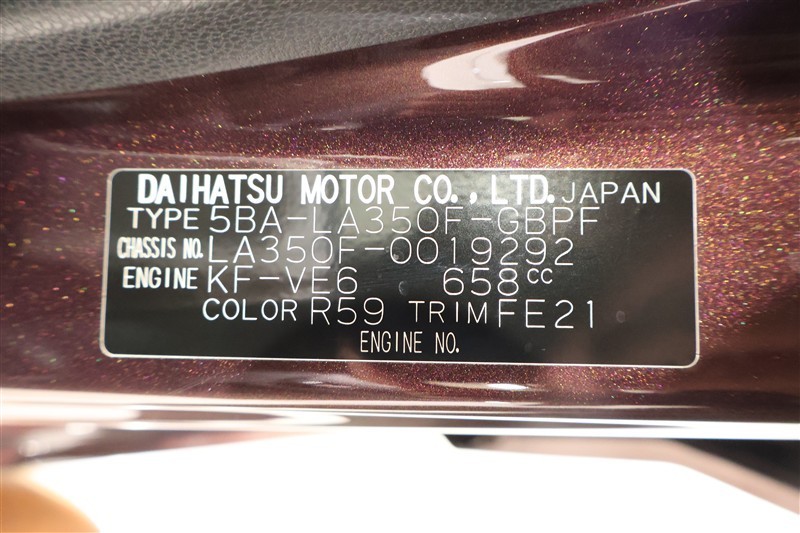 DAIHATSU MOTOR CO., LTD. JAPAN
TYPE 5BA-LA350F-GBPF
CHASSIS NO. LA350F-0019292
ENGINE KF-VE6 658cc
COLOR R59 TRIM FE21
ENGINE NO.